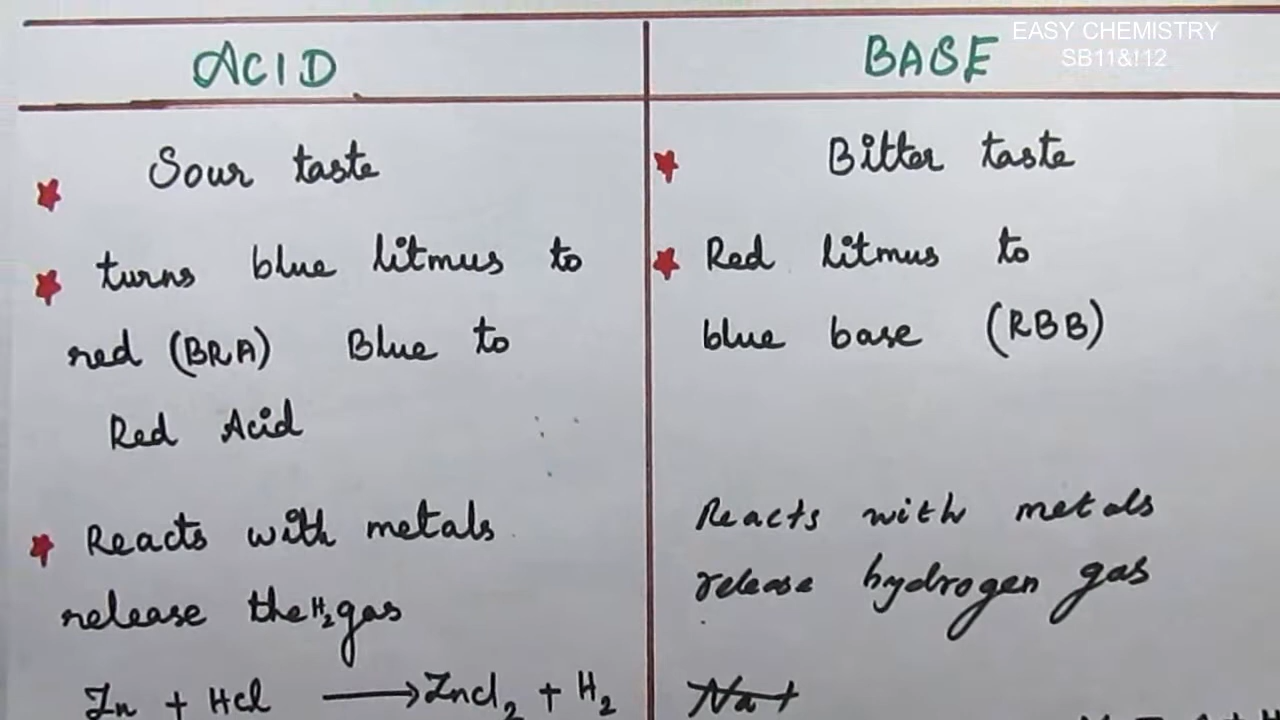 EASY CHEMISTRY
SB11&!12
ACID
BASE
Sour taste
turns blue litmus to
red (BRA) Blue to
Red Acid
Reacts with metals
release the H₂ gas
Zn + HCl ⟶ ZnCl₂ + H₂
Bitter taste
Red litmus to
blue base (RBB)
Reacts with metals
release hydrogen gas
Na +